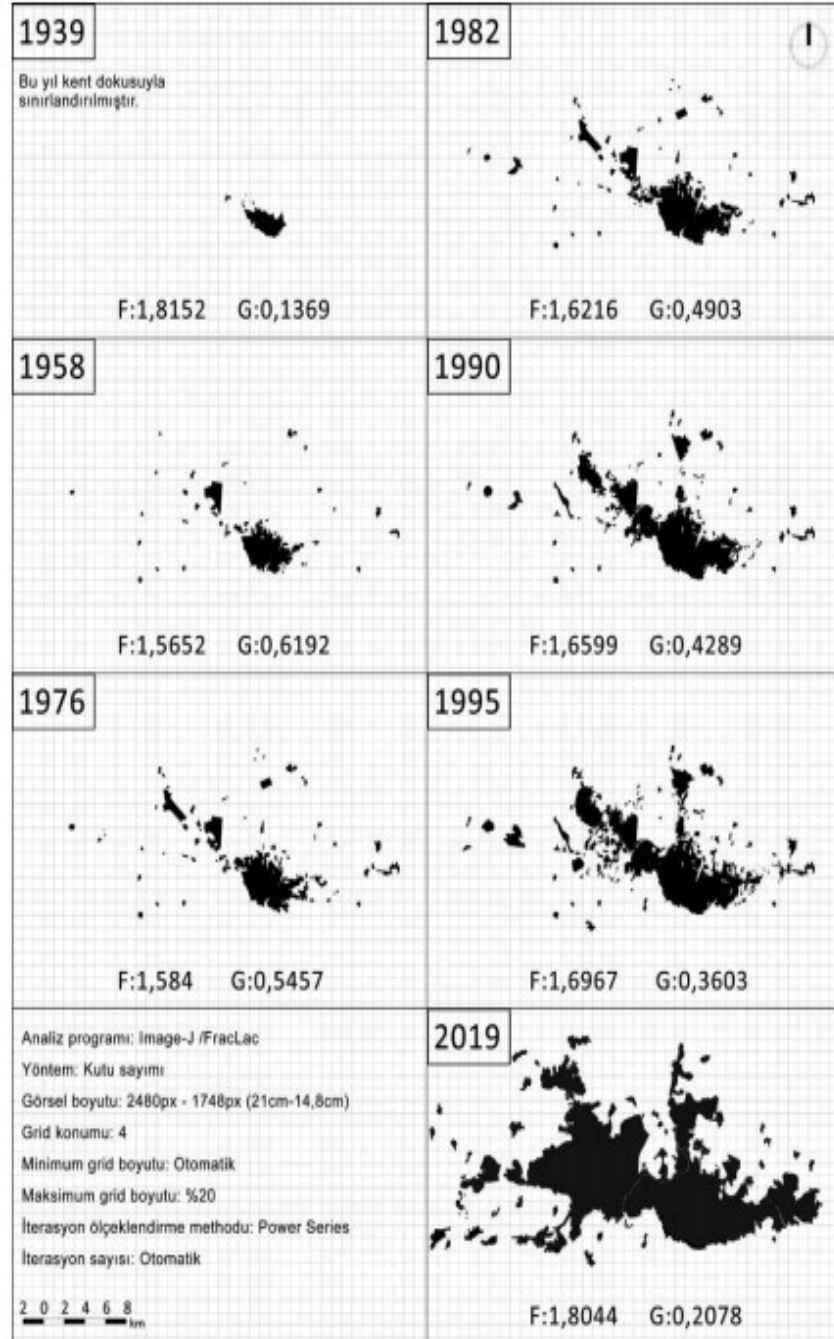 1939
Bu yıl kent dokusuyla
sınırlandırılmıştır.
F:1,8152 G:0,1369
1958
F:1,5652 G:0,6192
1976
F:1,584 G:0,5457
Analiz programı: Image-J /FracLac
Yöntem: Kutu sayımı
Görsel boyutu: 2480px - 1748px (21cm-14,8cm)
Grid konumu: 4
Minimum grid boyutu: Otomatik
Maksimum grid boyutu: %20
İterasyon ölçeklendirme methodu: Power Series
İterasyon sayısı: Otomatik
2 0 2 4 6 8
km
1982
F:1,6216 G:0,4903
1990
F:1,6599 G:0,4289
1995
F:1,6967 G:0,3603
2019
F:1,8044 G:0,2078